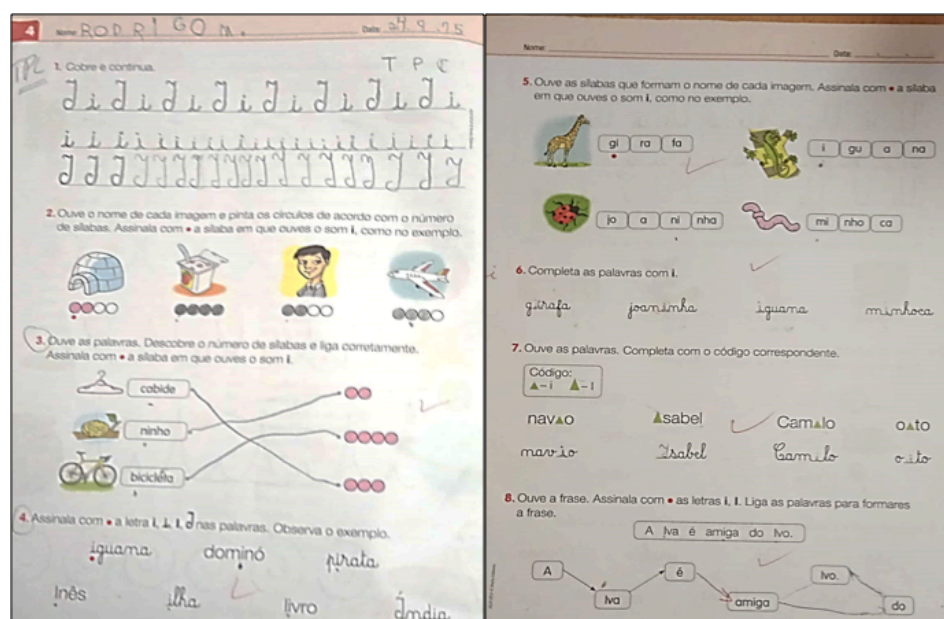 4 Nome: RODRIGO M. Data: 24.9.25
TPC
1. Cobre e continua. T P C
I i I i I i I i I i I i I i I i
i i i i i i i i i i i i i i i i
2. Ouve o nome de cada imagem e pinta os círculos de acordo com o número
de sílabas. Assinala com • a sílaba em que ouves o som i, como no exemplo.
3. Ouve as palavras. Descobre o número de sílabas e liga corretamente.
Assinala com • a sílaba em que ouves o som i.
cabide
ninho
bicicleta
4. Assinala com • a letra i, i, I, I nas palavras. Observa o exemplo.
iguana dominó pirata
Inês ilha livro Índia
Nome: Data:
5. Ouve as sílabas que formam o nome de cada imagem. Assinala com • a sílaba
em que ouves o som i, como no exemplo.
gi ra fa i gu a na
jo a ni nha mi nho ca
i 6. Completa as palavras com i.
girafa joaninha iguana minhoca
7. Ouve as palavras. Completa com o código correspondente.
Código:
▲– i ▲– I
nav▲o ▲sabel Cam▲lo o▲to
navio Isabel Camilo oito
8. Ouve a frase. Assinala com • as letras i, I. Liga as palavras para formares
a frase.
A Iva é amiga do Ivo.
A é Ivo.
Iva amiga do